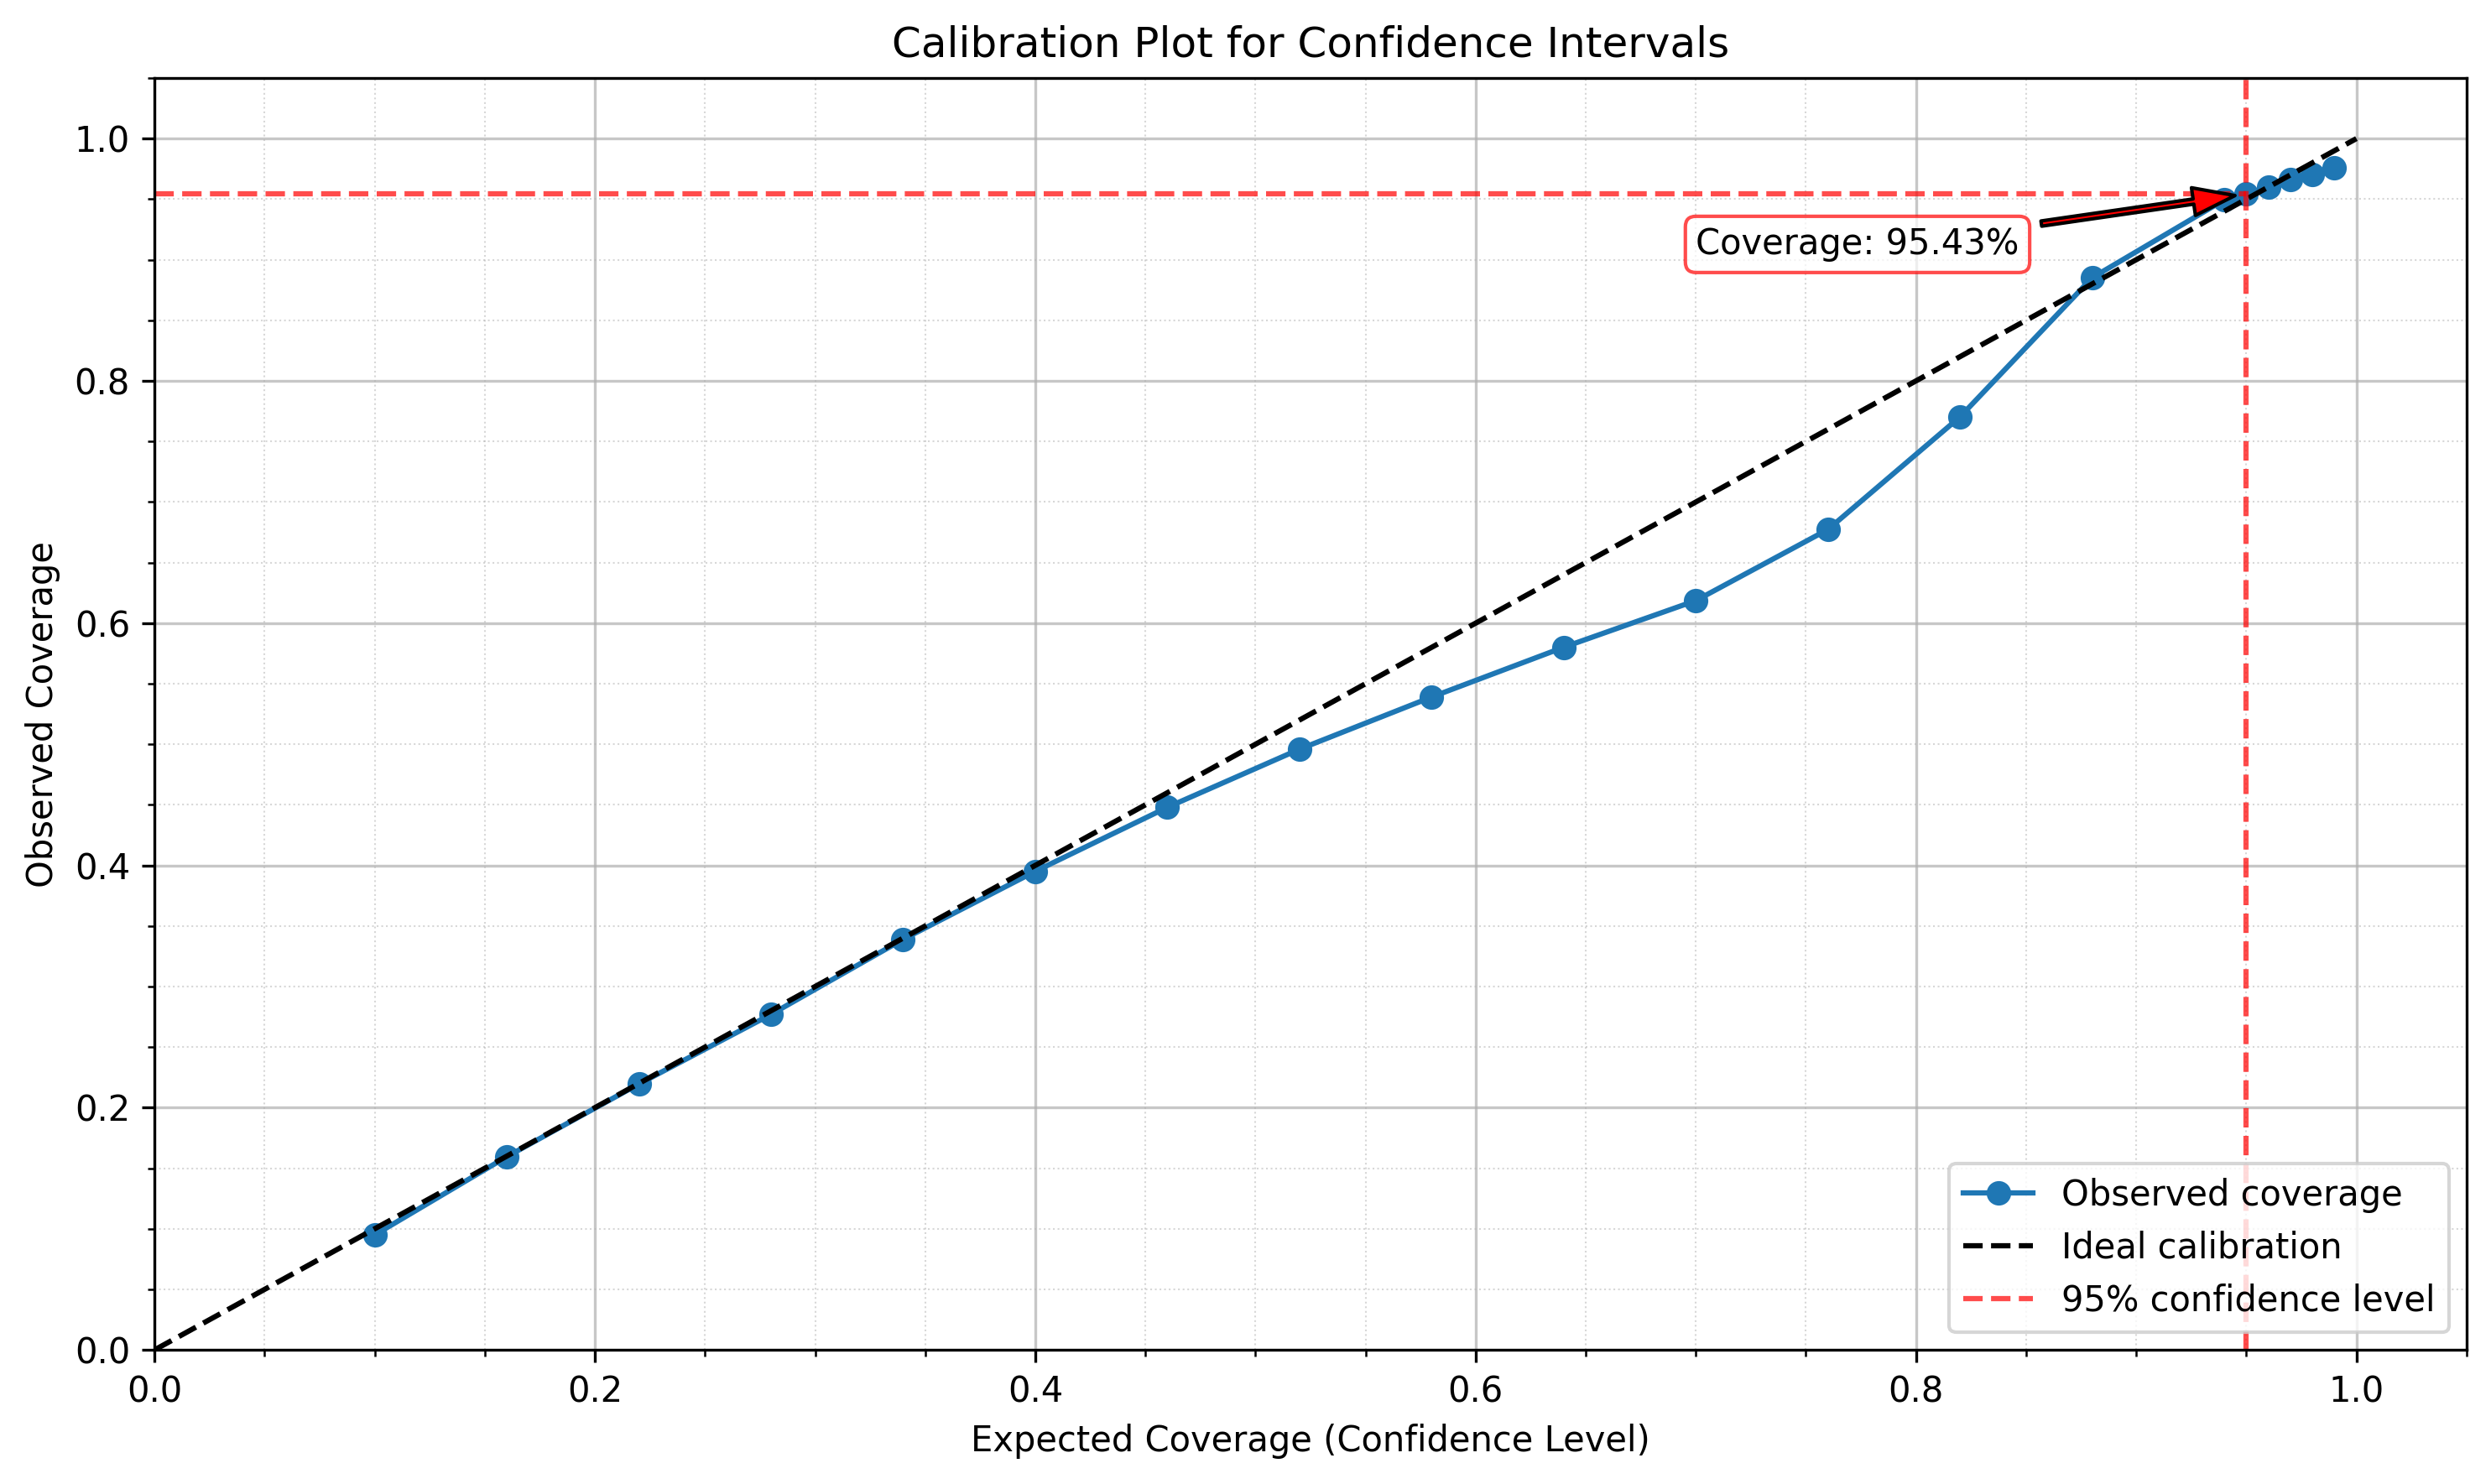 Calibration Plot for Confidence Intervals
1.0
0.8
0.6
0.4
0.2
0.0
Observed Coverage
Coverage: 95.43%
Observed coverage
Ideal calibration
95% confidence level
0.0 0.2 0.4 0.6 0.8 1.0
Expected Coverage (Confidence Level)